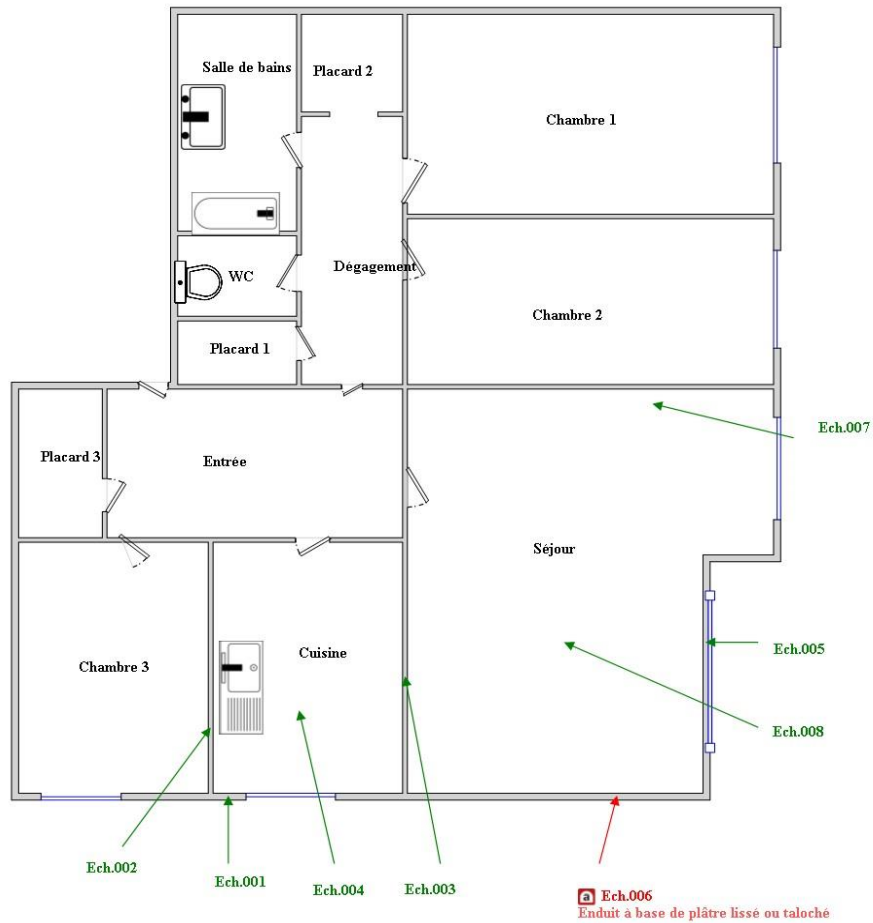 Salle de bains
Placard 2
Chambre 1
WC
Dégagement
Placard 1
Chambre 2
Ech.007
Placard 3
Entrée
Séjour
Ech.005
Chambre 3
Cuisine
Ech.008
Ech.002
Ech.001
Ech.004
Ech.003
a Ech.006
Enduit à base de plâtre lissé ou taloché